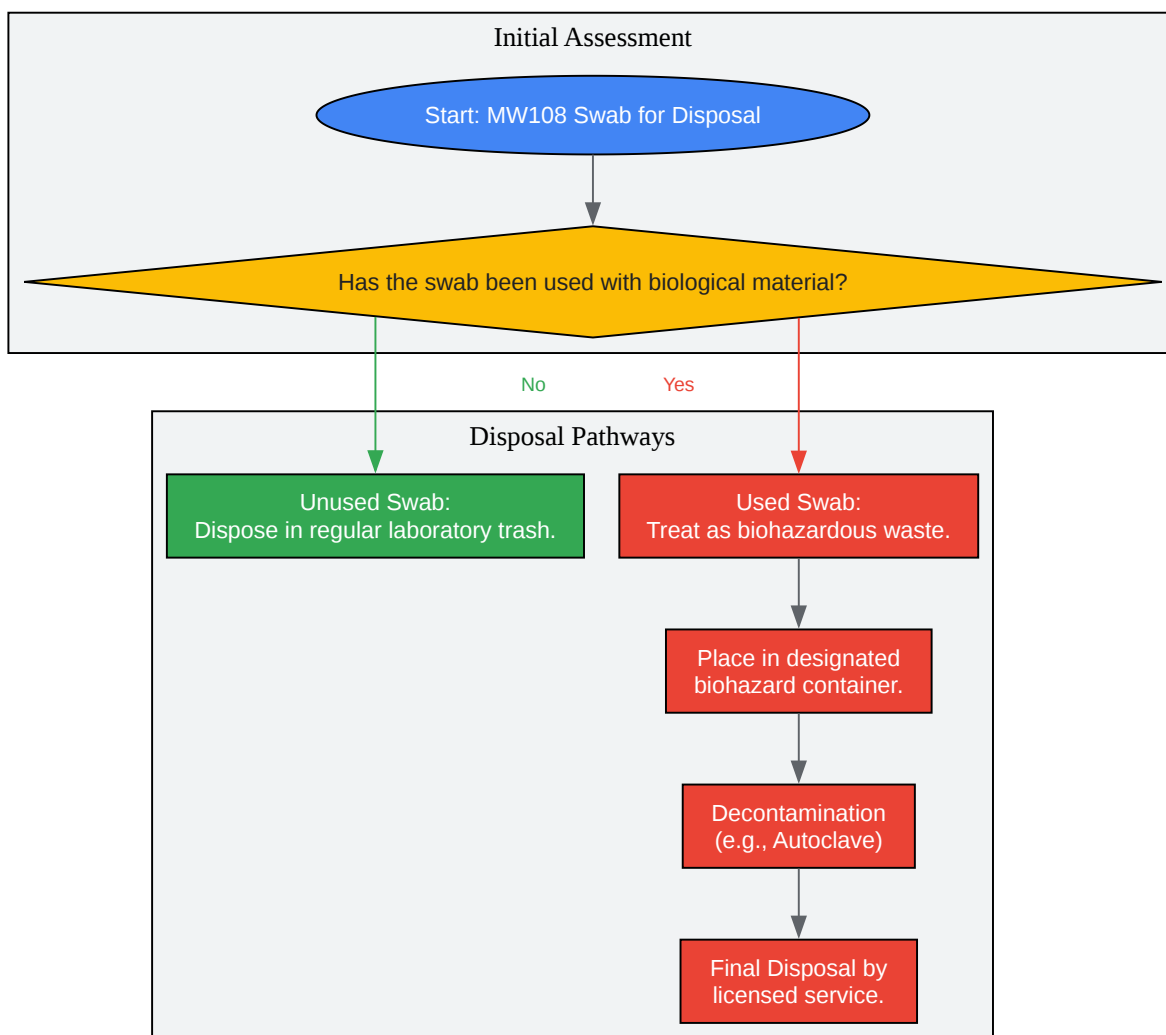 Initial Assessment
Start: MW108 Swab for Disposal
Has the swab been used with biological material?
No
Yes
Disposal Pathways
Unused Swab:
Dispose in regular laboratory trash.
Used Swab:
Treat as biohazardous waste.
Place in designated
biohazard container.
Decontamination
(e.g., Autoclave)
Final Disposal by
licensed service.